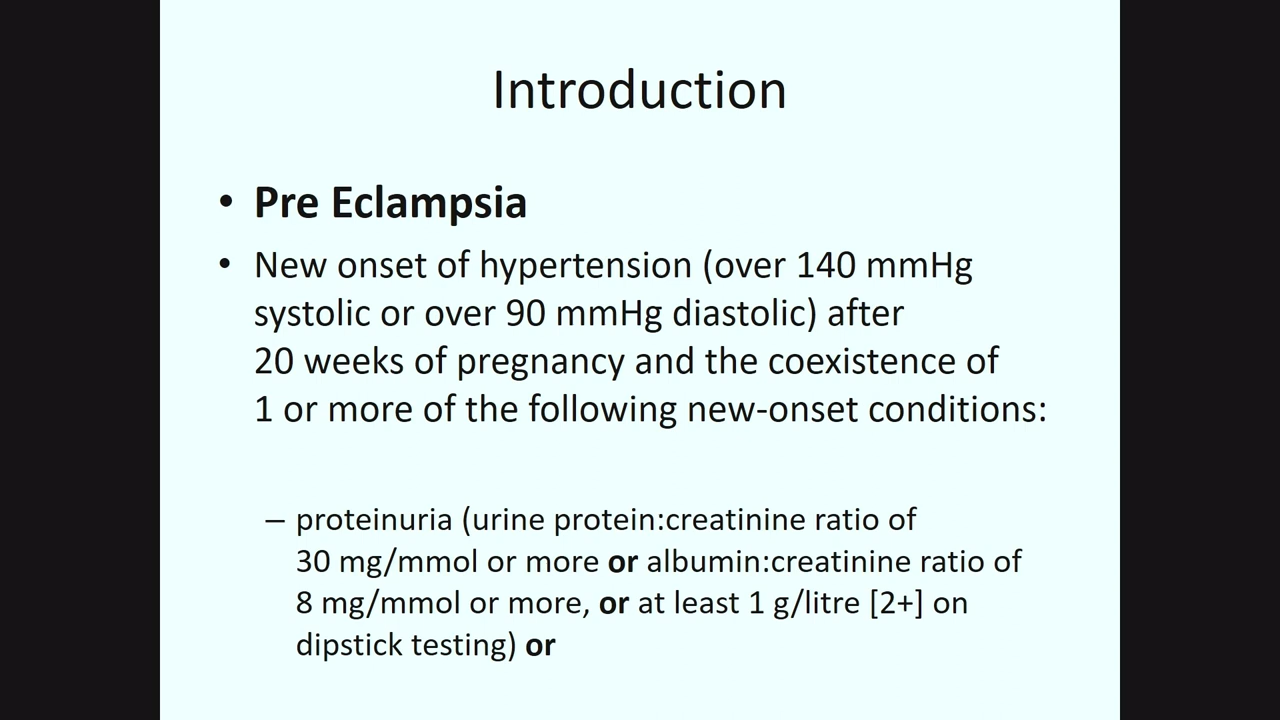 Introduction
• Pre Eclampsia
• New onset of hypertension (over 140 mmHg
systolic or over 90 mmHg diastolic) after
20 weeks of pregnancy and the coexistence of
1 or more of the following new-onset conditions:
– proteinuria (urine protein:creatinine ratio of
30 mg/mmol or more or albumin:creatinine ratio of
8 mg/mmol or more, or at least 1 g/litre [2+] on
dipstick testing) or